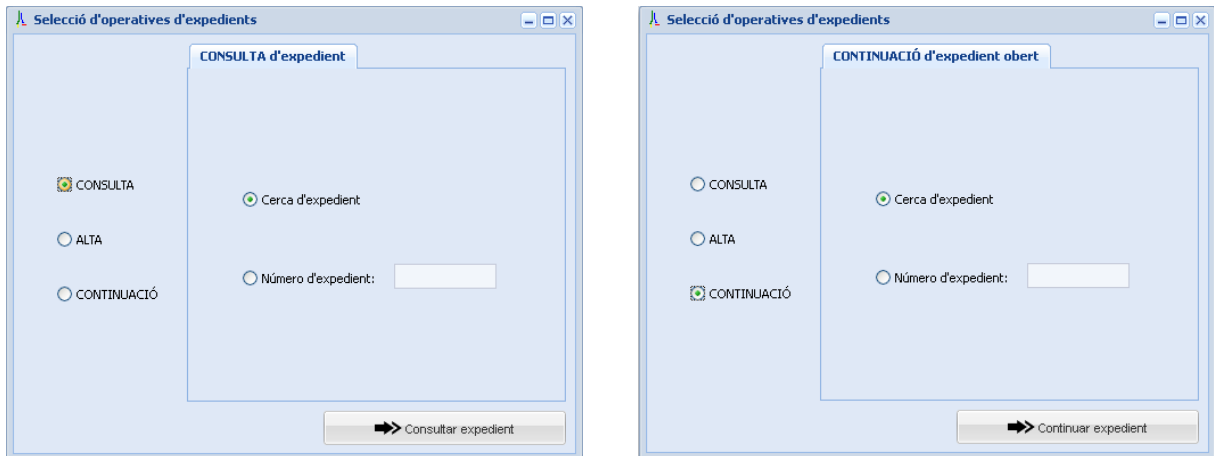 Selecció d'operatives d'expedients
CONSULTA d'expedient
CONSULTA
Cerca d'expedient
ALTA
Número d'expedient:
CONTINUACIÓ
Consultar expedient
Selecció d'operatives d'expedients
CONTINUACIÓ d'expedient obert
CONSULTA
Cerca d'expedient
ALTA
Número d'expedient:
CONTINUACIÓ
Continuar expedient